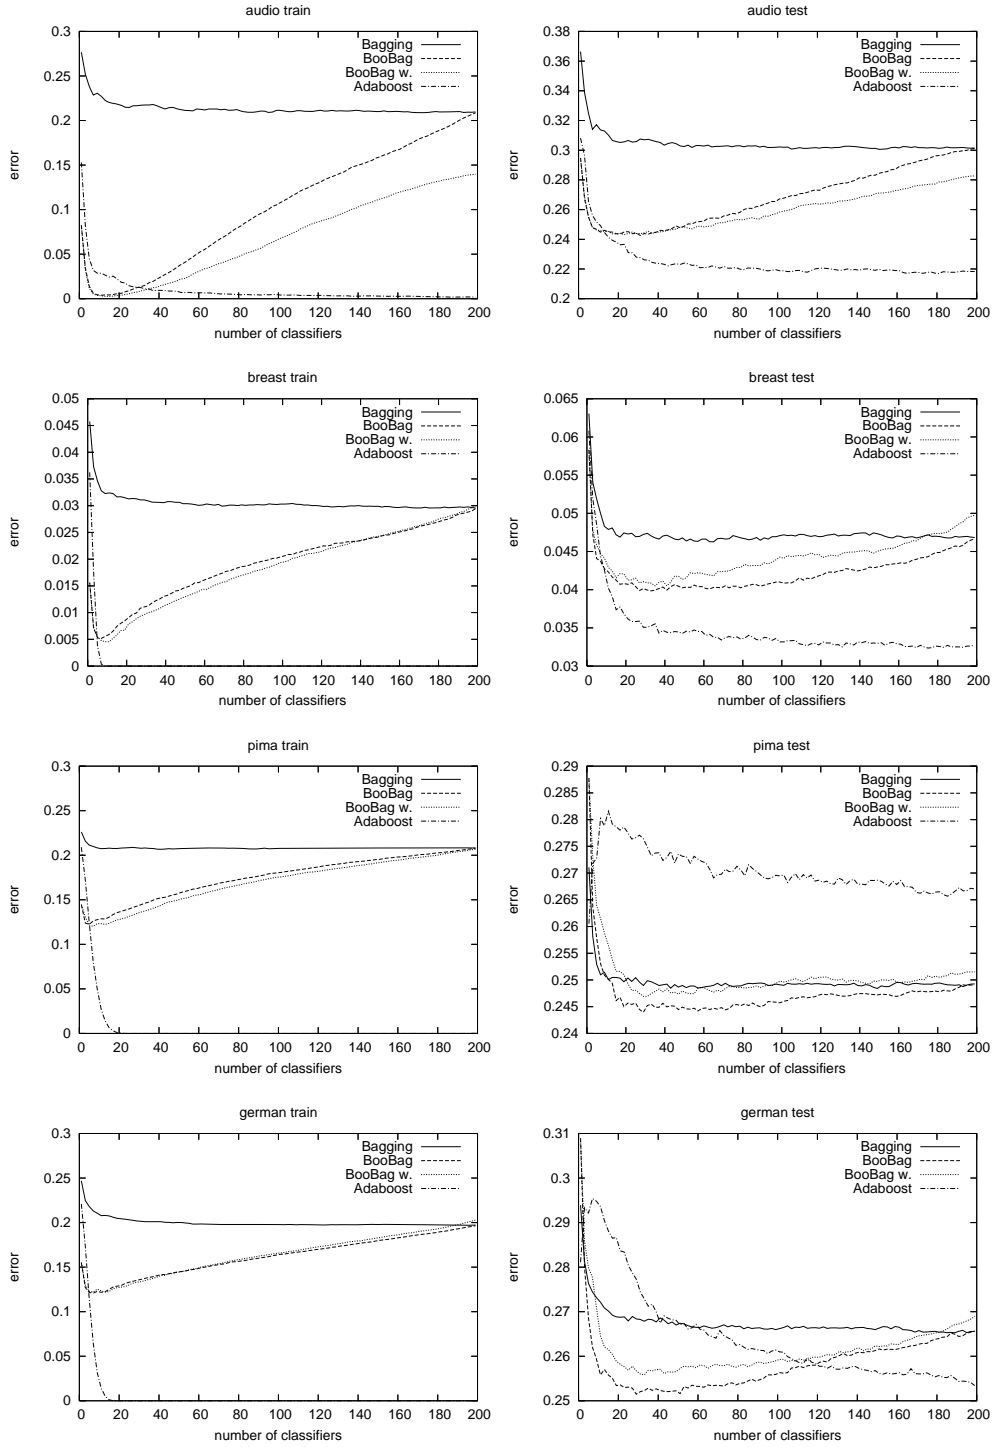 audio train
0.3
0.25
0.2
0.15
0.1
0.05
0
error
Bagging
BooBag
BooBag w.
Adaboost
0 20 40 60 80 100 120 140 160 180 200
number of classifiers
audio test
0.38
0.36
0.34
0.32
0.3
0.28
0.26
0.24
0.22
0.2
error
Bagging
BooBag
BooBag w.
Adaboost
0 20 40 60 80 100 120 140 160 180 200
number of classifiers
breast train
0.05
0.045
0.04
0.035
0.03
0.025
0.02
0.015
0.01
0.005
0
error
Bagging
BooBag
BooBag w.
Adaboost
0 20 40 60 80 100 120 140 160 180 200
number of classifiers
breast test
0.065
0.06
0.055
0.05
0.045
0.04
0.035
0.03
error
Bagging
BooBag
BooBag w.
Adaboost
0 20 40 60 80 100 120 140 160 180 200
number of classifiers
pima train
0.3
0.25
0.2
0.15
0.1
0.05
0
error
Bagging
BooBag
BooBag w.
Adaboost
0 20 40 60 80 100 120 140 160 180 200
number of classifiers
pima test
0.29
0.285
0.28
0.275
0.27
0.265
0.26
0.255
0.25
0.245
0.24
error
Bagging
BooBag
BooBag w.
Adaboost
0 20 40 60 80 100 120 140 160 180 200
number of classifiers
german train
0.3
0.25
0.2
0.15
0.1
0.05
0
error
Bagging
BooBag
BooBag w.
Adaboost
0 20 40 60 80 100 120 140 160 180 200
number of classifiers
german test
0.31
0.3
0.29
0.28
0.27
0.26
0.25
error
Bagging
BooBag
BooBag w.
Adaboost
0 20 40 60 80 100 120 140 160 180 200
number of classifiers